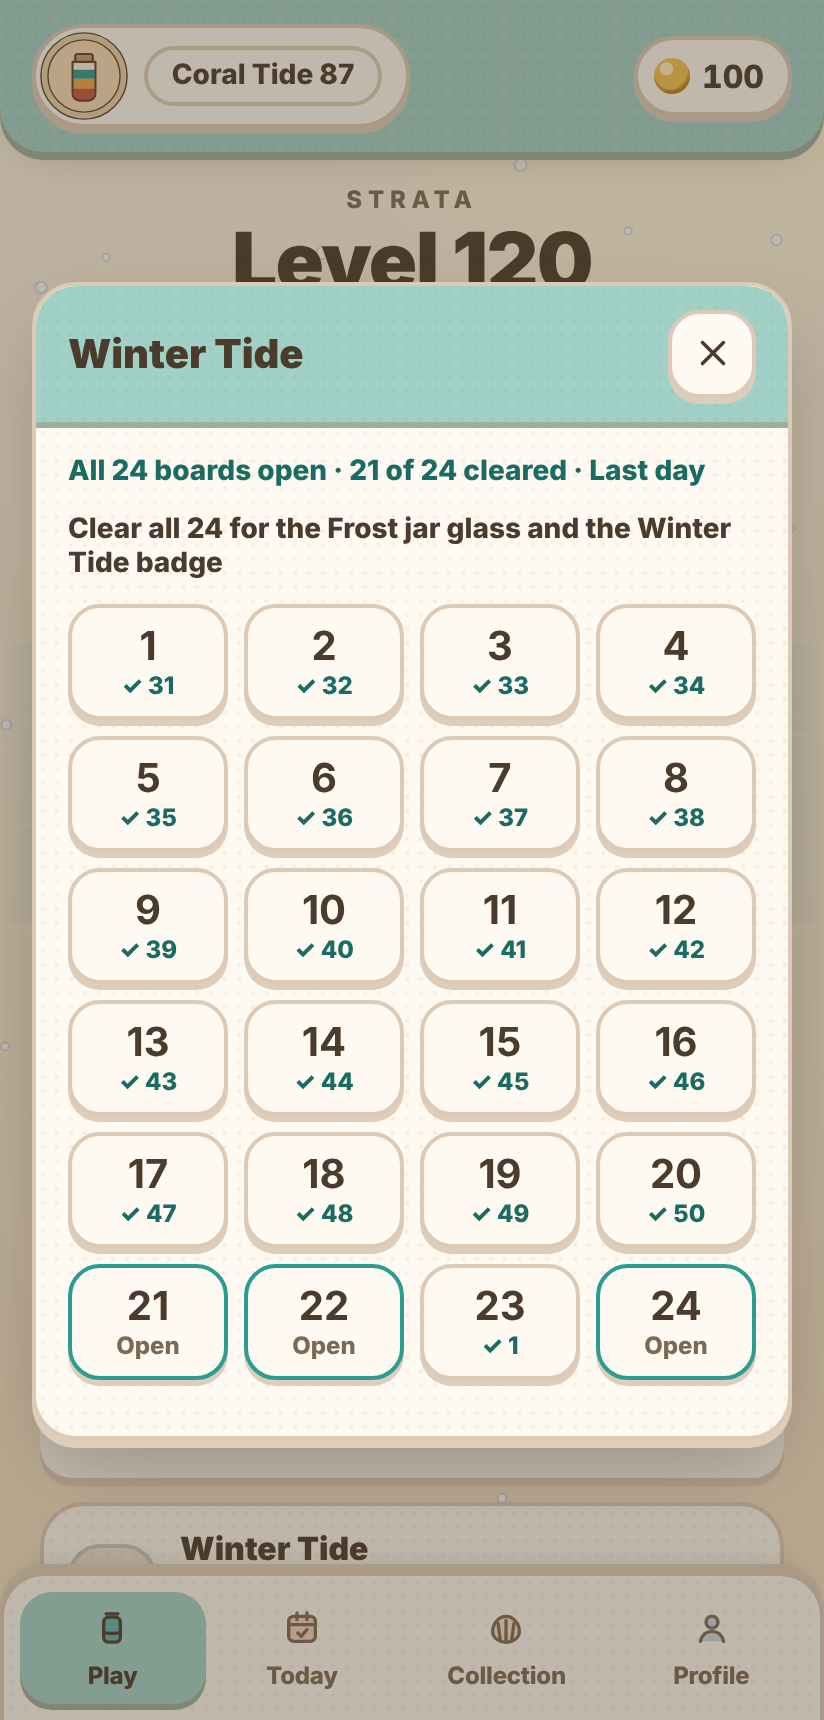 Coral Tide 87
100
STRATA
Level 120
Winter Tide
All 24 boards open · 21 of 24 cleared · Last day
Clear all 24 for the Frost jar glass and the Winter
Tide badge
1 2 3 4
✓ 31 ✓ 32 ✓ 33 ✓ 34
5 6 7 8
✓ 35 ✓ 36 ✓ 37 ✓ 38
9 10 11 12
✓ 39 ✓ 40 ✓ 41 ✓ 42
13 14 15 16
✓ 43 ✓ 44 ✓ 45 ✓ 46
17 18 19 20
✓ 47 ✓ 48 ✓ 49 ✓ 50
21 22 23 24
Open Open ✓ 1 Open
Winter Tide
Play Today Collection Profile